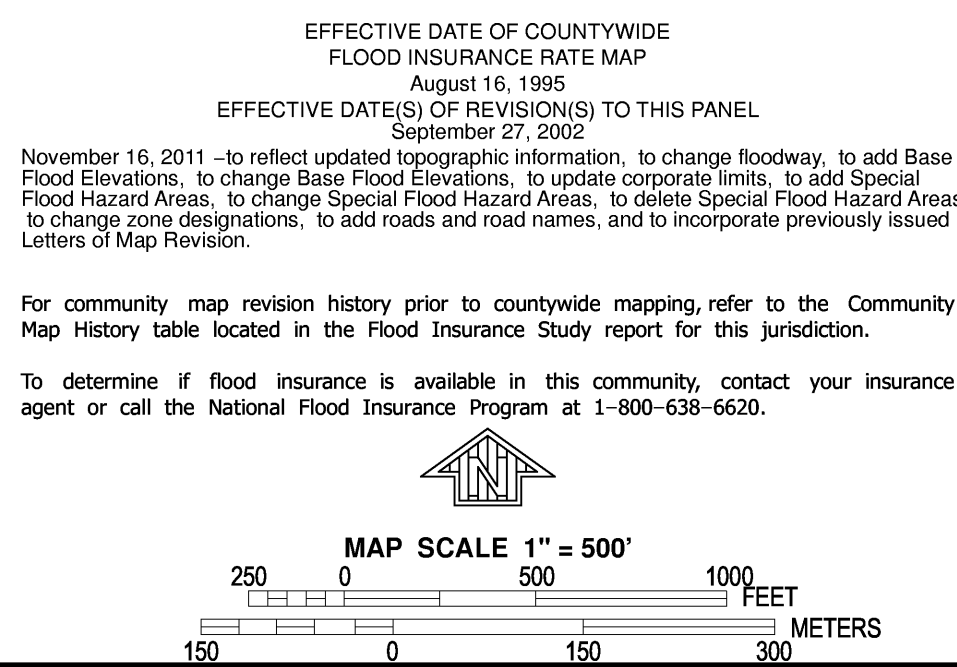 EFFECTIVE DATE OF COUNTYWIDE
FLOOD INSURANCE RATE MAP
August 16, 1995
EFFECTIVE DATE(S) OF REVISION(S) TO THIS PANEL
September 27, 2002
November 16, 2011 –to reflect updated topographic information, to change floodway, to add Base
Flood Elevations, to change Base Flood Elevations, to update corporate limits, to add Special
Flood Hazard Areas, to change Special Flood Hazard Areas, to delete Special Flood Hazard Areas
to change zone designations, to add roads and road names, and to incorporate previously issued
Letters of Map Revision.
For community map revision history prior to countywide mapping, refer to the Community
Map History table located in the Flood Insurance Study report for this jurisdiction.
To determine if flood insurance is available in this community, contact your insurance
agent or call the National Flood Insurance Program at 1–800–638–6620.
N
MAP SCALE 1" = 500'
250 0 500 1000
FEET
METERS
150 0 150 300